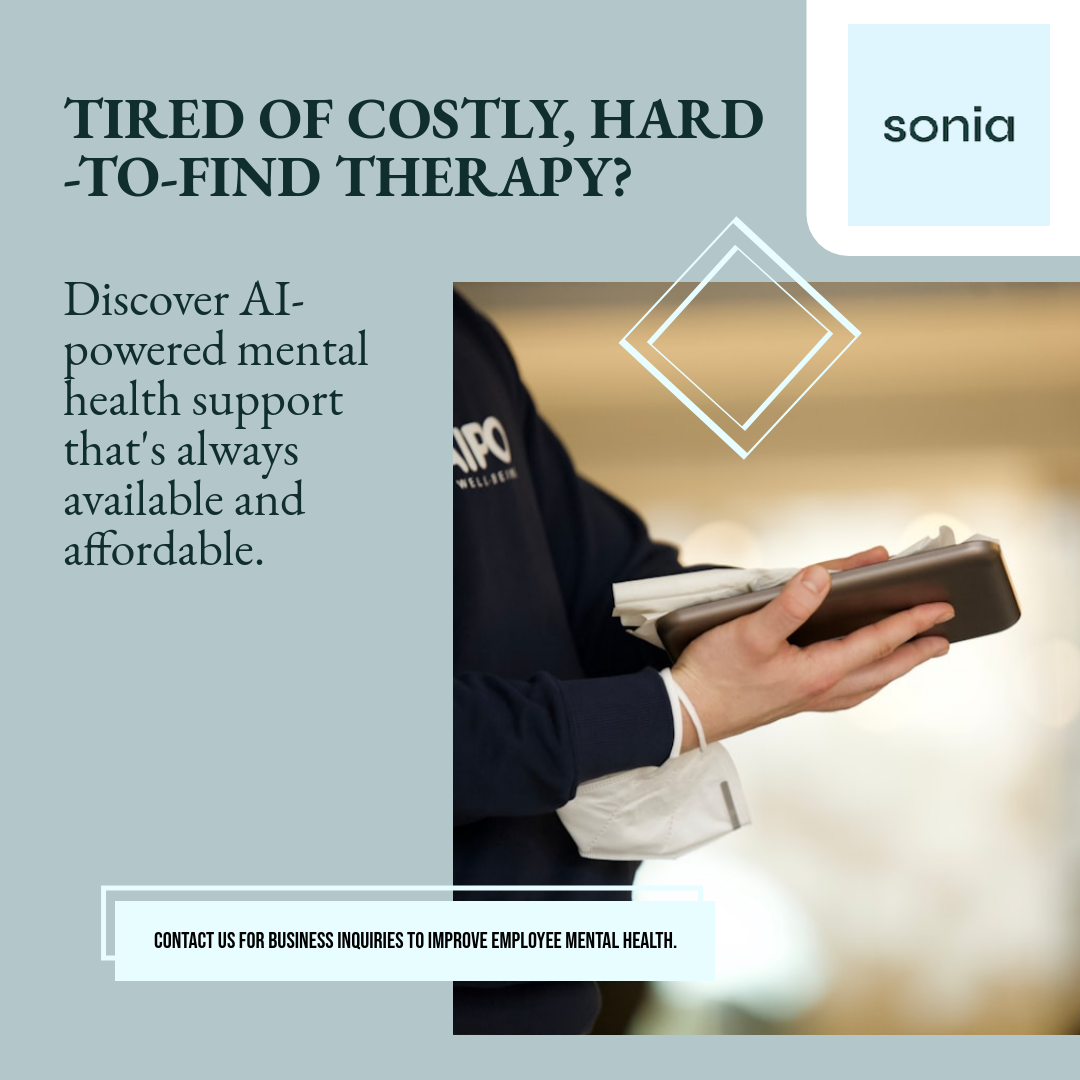 TIRED OF COSTLY, HARD
-TO-FIND THERAPY?
sonia
Discover AI-
powered mental
health support
that's always
available and
affordable.
CONTACT US FOR BUSINESS INQUIRIES TO IMPROVE EMPLOYEE MENTAL HEALTH.